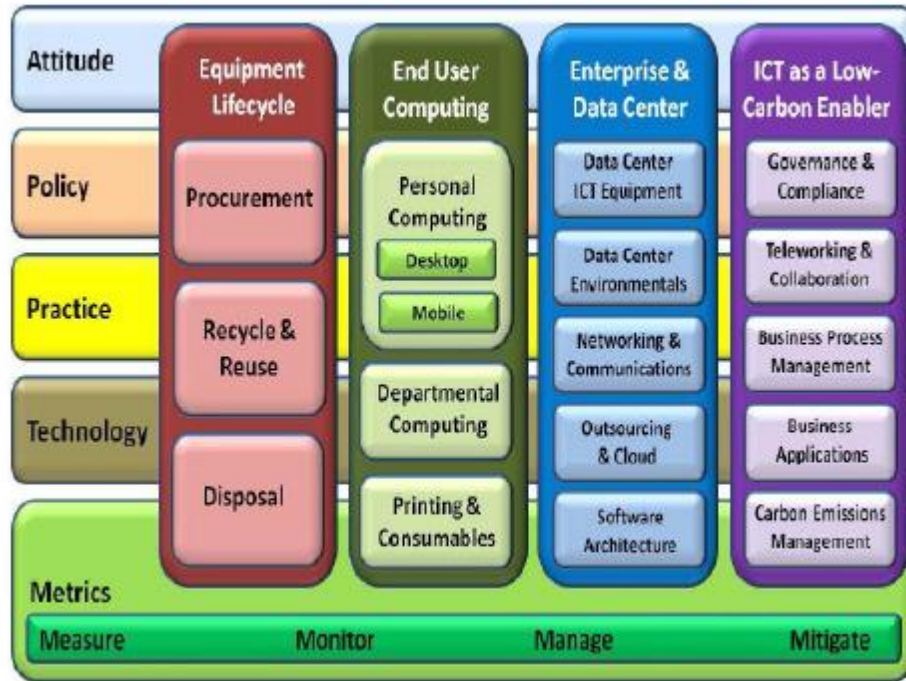 Attitude
Policy
Practice
Technology
Metrics
Equipment
Lifecycle
Procurement
Recycle &
Reuse
Disposal
End User
Computing
Personal
Computing
Desktop
Mobile
Departmental
Computing
Printing &
Consumables
Enterprise &
Data Center
Data Center
ICT Equipment
Data Center
Environmentals
Networking &
Communications
Outsourcing
& Cloud
Software
Architecture
ICT as a Low-
Carbon Enabler
Governance &
Compliance
Teleworking &
Collaboration
Business Process
Management
Business
Applications
Carbon Emissions
Management
Measure Monitor Manage Mitigate